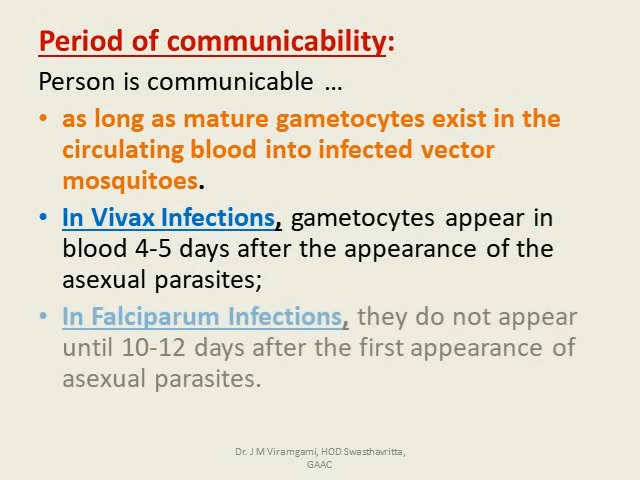 Period of communicability:
Person is communicable …
• as long as mature gametocytes exist in the
circulating blood into infected vector
mosquitoes.
• In Vivax Infections, gametocytes appear in
blood 4-5 days after the appearance of the
asexual parasites;
• In Falciparum Infections, they do not appear
until 10-12 days after the first appearance of
asexual parasites.
Dr. J M Viramgami, HOD Swasthavritta,
GAAC